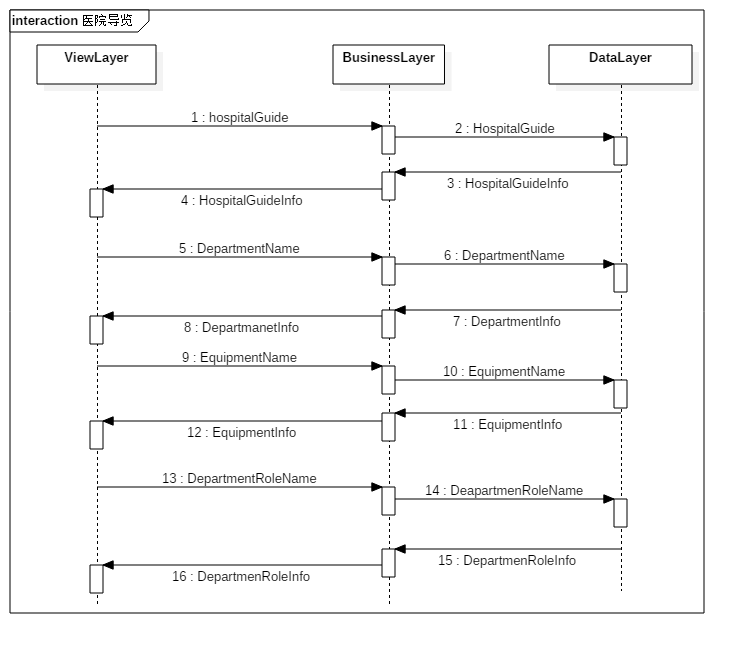 interaction 医院导览
ViewLayer
BusinessLayer
DataLayer
1 : hospitalGuide
2 : HospitalGuide
3 : HospitalGuideInfo
4 : HospitalGuideInfo
5 : DepartmentName
6 : DepartmentName
7 : DepartmentInfo
8 : DepartmanetInfo
9 : EquipmentName
10 : EquipmentName
11 : EquipmentInfo
12 : EquipmentInfo
13 : DepartmentRoleName
14 : DeapartmenRoleName
15 : DepartmenRoleInfo
16 : DepartmenRoleInfo